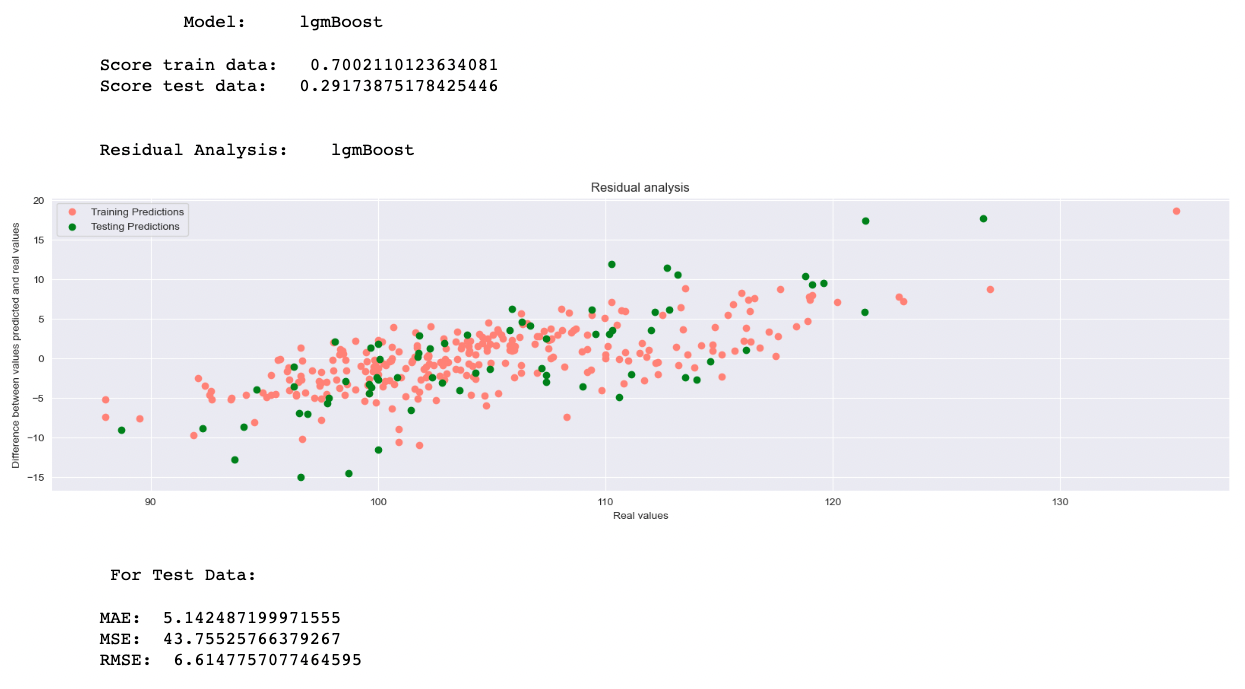 Model: lgmBoost
Score train data: 0.7002110123634081
Score test data: 0.29173875178425446
Residual Analysis: lgmBoost
Residual analysis
Training Predictions
Testing Predictions
Difference between values predicted and real values
20
15
10
5
0
−5
−10
−15
90 100 110 120 130
Real values
For Test Data:
MAE: 5.142487199971555
MSE: 43.75525766379267
RMSE: 6.6147757077464595